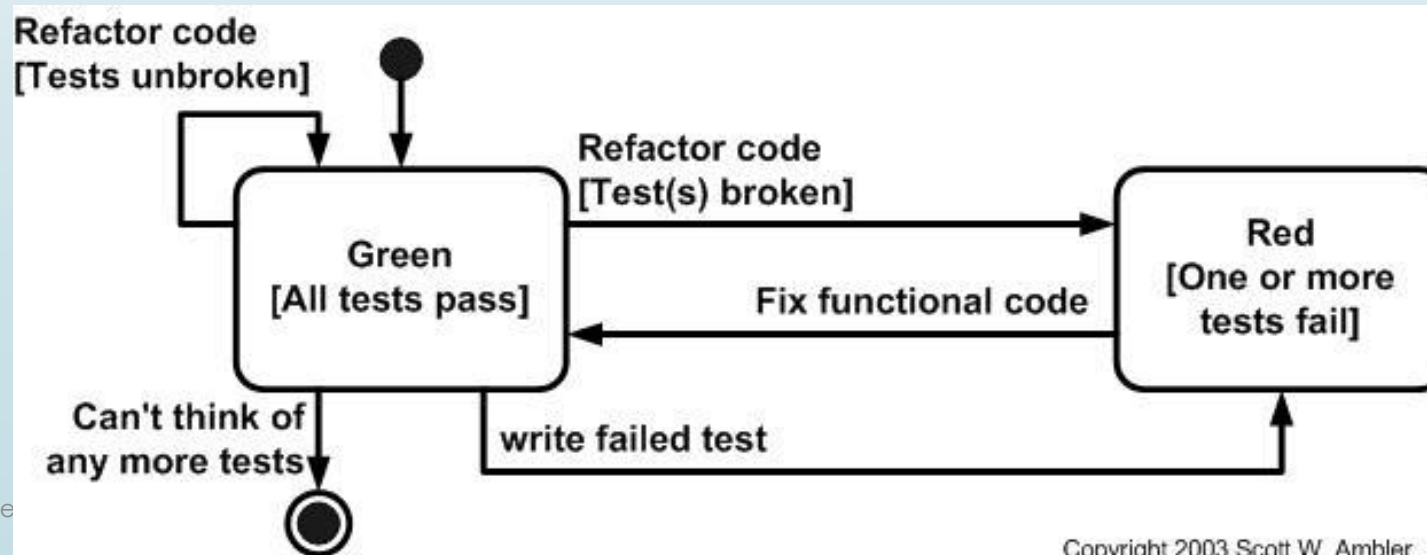 Refactor code
[Tests unbroken]
Refactor code
[Test(s) broken]
Green
[All tests pass]
Red
[One or more
tests fail]
Fix functional code
Can't think of
any more tests
write failed test
Copyright 2003 Scott W. Ambler